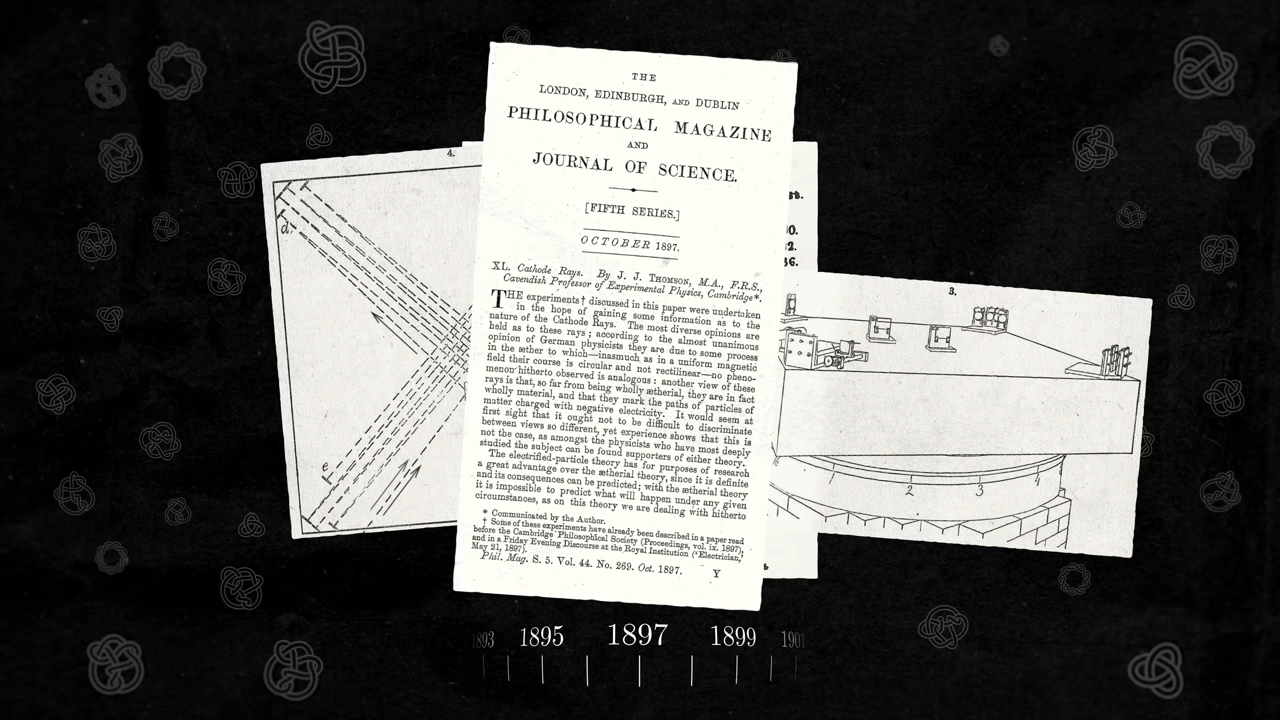 THE
LONDON, EDINBURGH, AND DUBLIN
PHILOSOPHICAL MAGAZINE
AND
JOURNAL OF SCIENCE.
[FIFTH SERIES.]
OCTOBER 1897.
XL. Cathode Rays. By J. J. THOMSON, M.A., F.R.S.,
Cavendish Professor of Experimental Physics, Cambridge*.
THE experiments† discussed in this paper were undertaken
in the hope of gaining some information as to the
nature of the Cathode Rays. The most diverse opinions are
held as to these rays; according to the almost unanimous
opinion of German physicists they are due to some process
in the æther to which—inasmuch as in a uniform magnetic
field their course is circular and not rectilinear—no pheno-
menon hitherto observed is analogous: another view of these
rays is that, so far from being wholly ætherial, they are in fact
wholly material, and that they mark the paths of particles of
matter charged with negative electricity. It would seem at
first sight that it ought not to be difficult to discriminate
between views so different, yet experience shows that this is
not the case, as amongst the physicists who have most deeply
studied the subject can be found supporters of either theory.
The electrified-particle theory has for purposes of research
a great advantage over the ætherial theory, since it is definite
and its consequences can be predicted; with the ætherial theory
it is impossible to predict what will happen under any given
circumstances, as on this theory we are dealing with hitherto
* Communicated by the Author.
† Some of these experiments have already been described in a paper read
before the Cambridge Philosophical Society (Proceedings, vol. ix. 1897),
and in a Friday Evening Discourse at the Royal Institution ('Electrician,'
May 21, 1897).
Phil. Mag. S. 5. Vol. 44. No. 269. Oct. 1897. Y
4.
d.
e
3.
1
2
3
4
1893 1895 1897 1899 1901